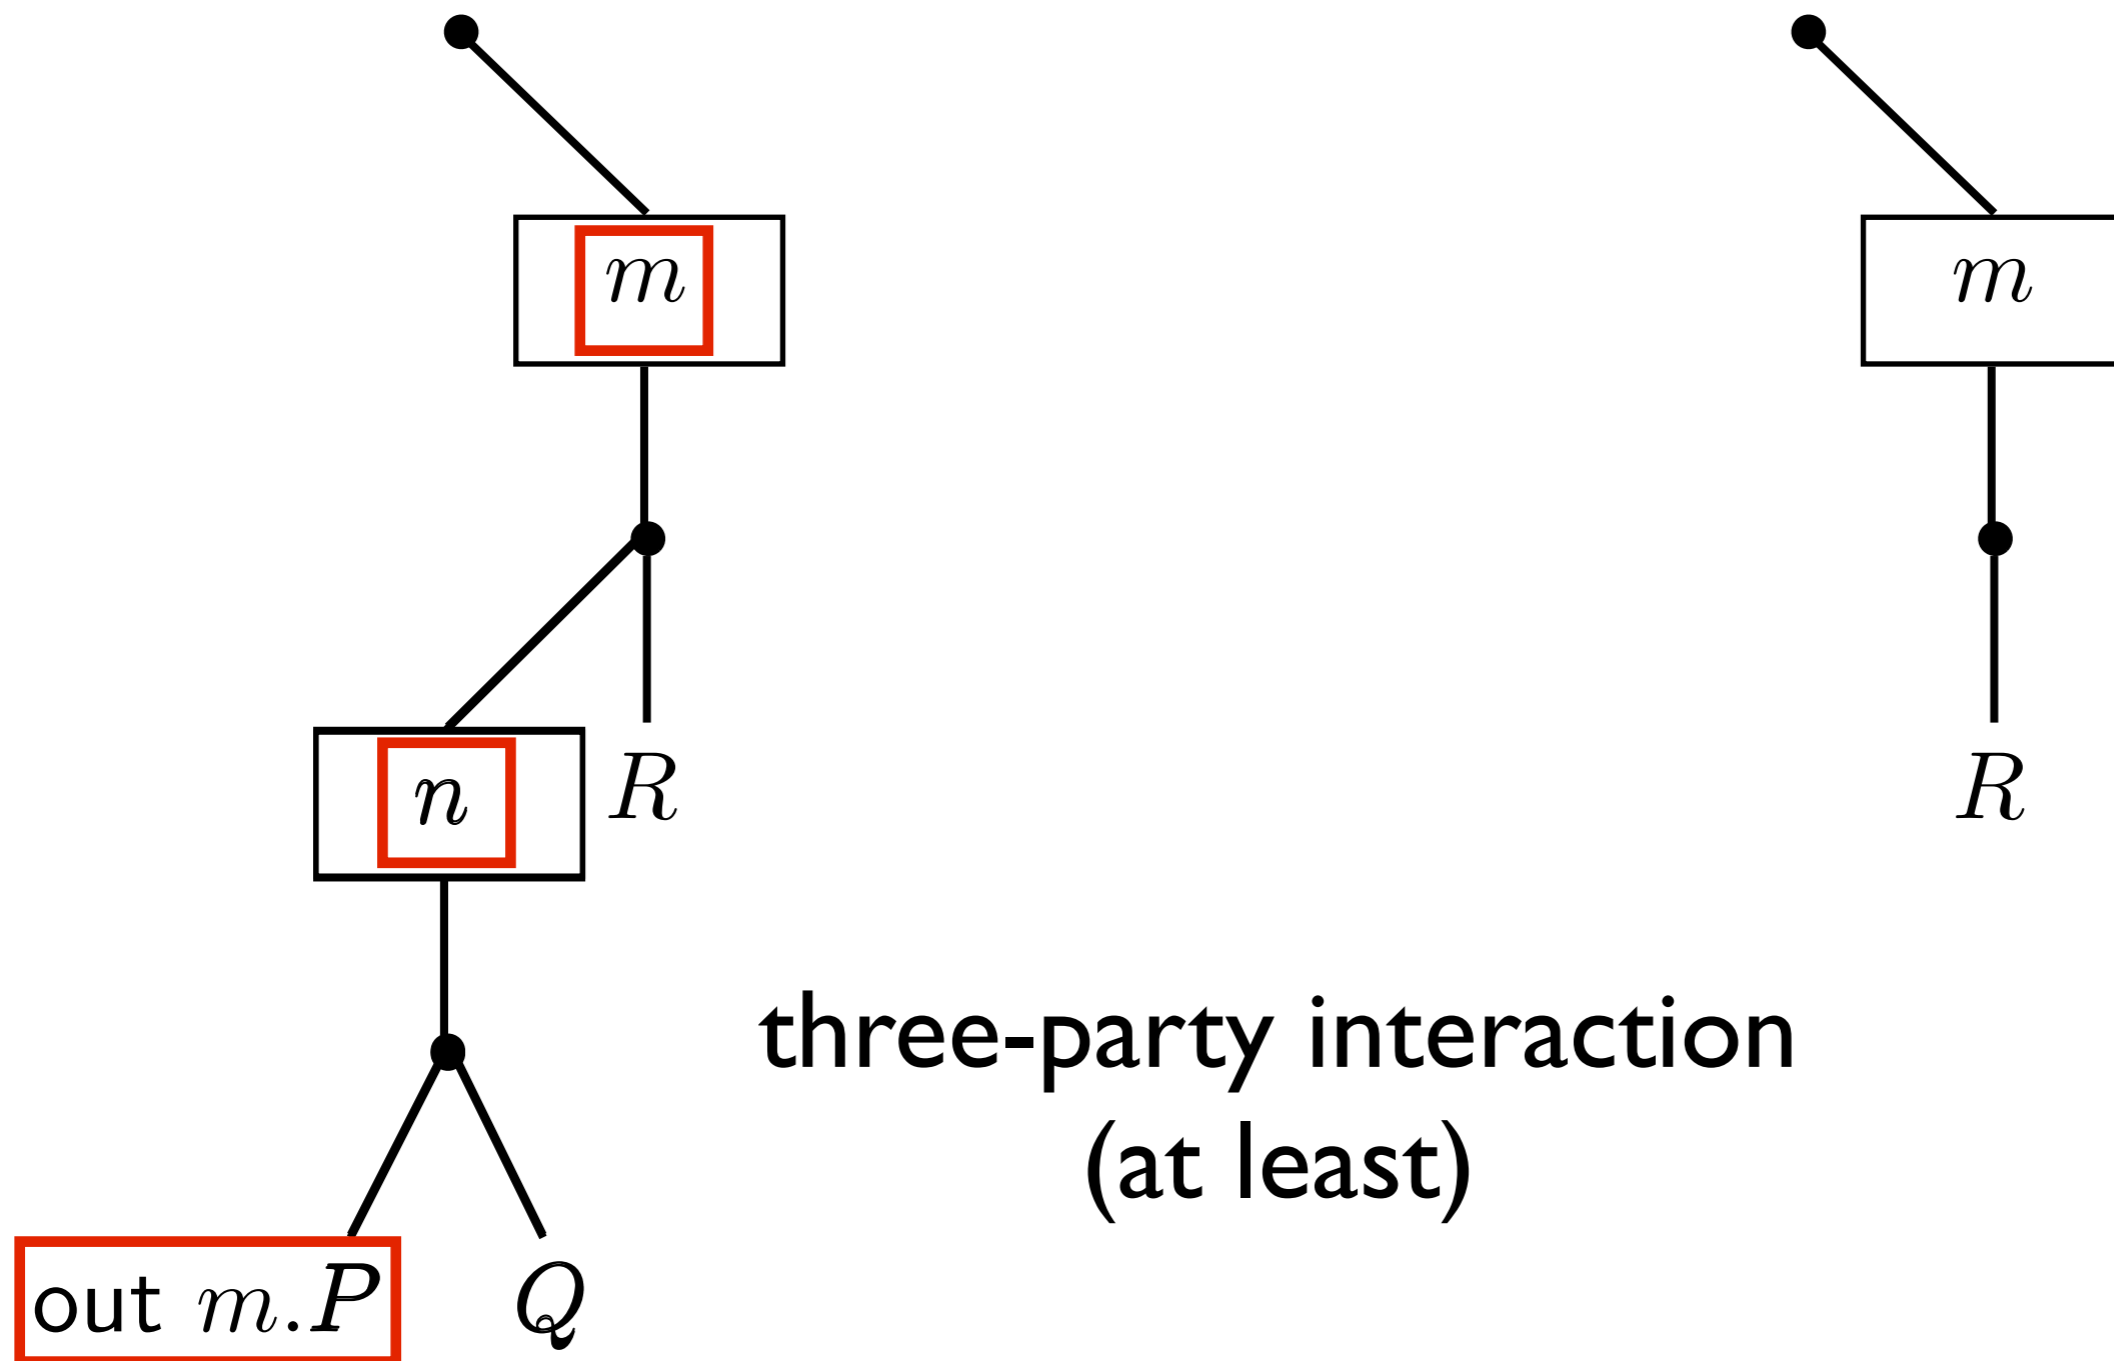 m
m
n
R
R
three-party interaction
(at least)
out m.P
Q